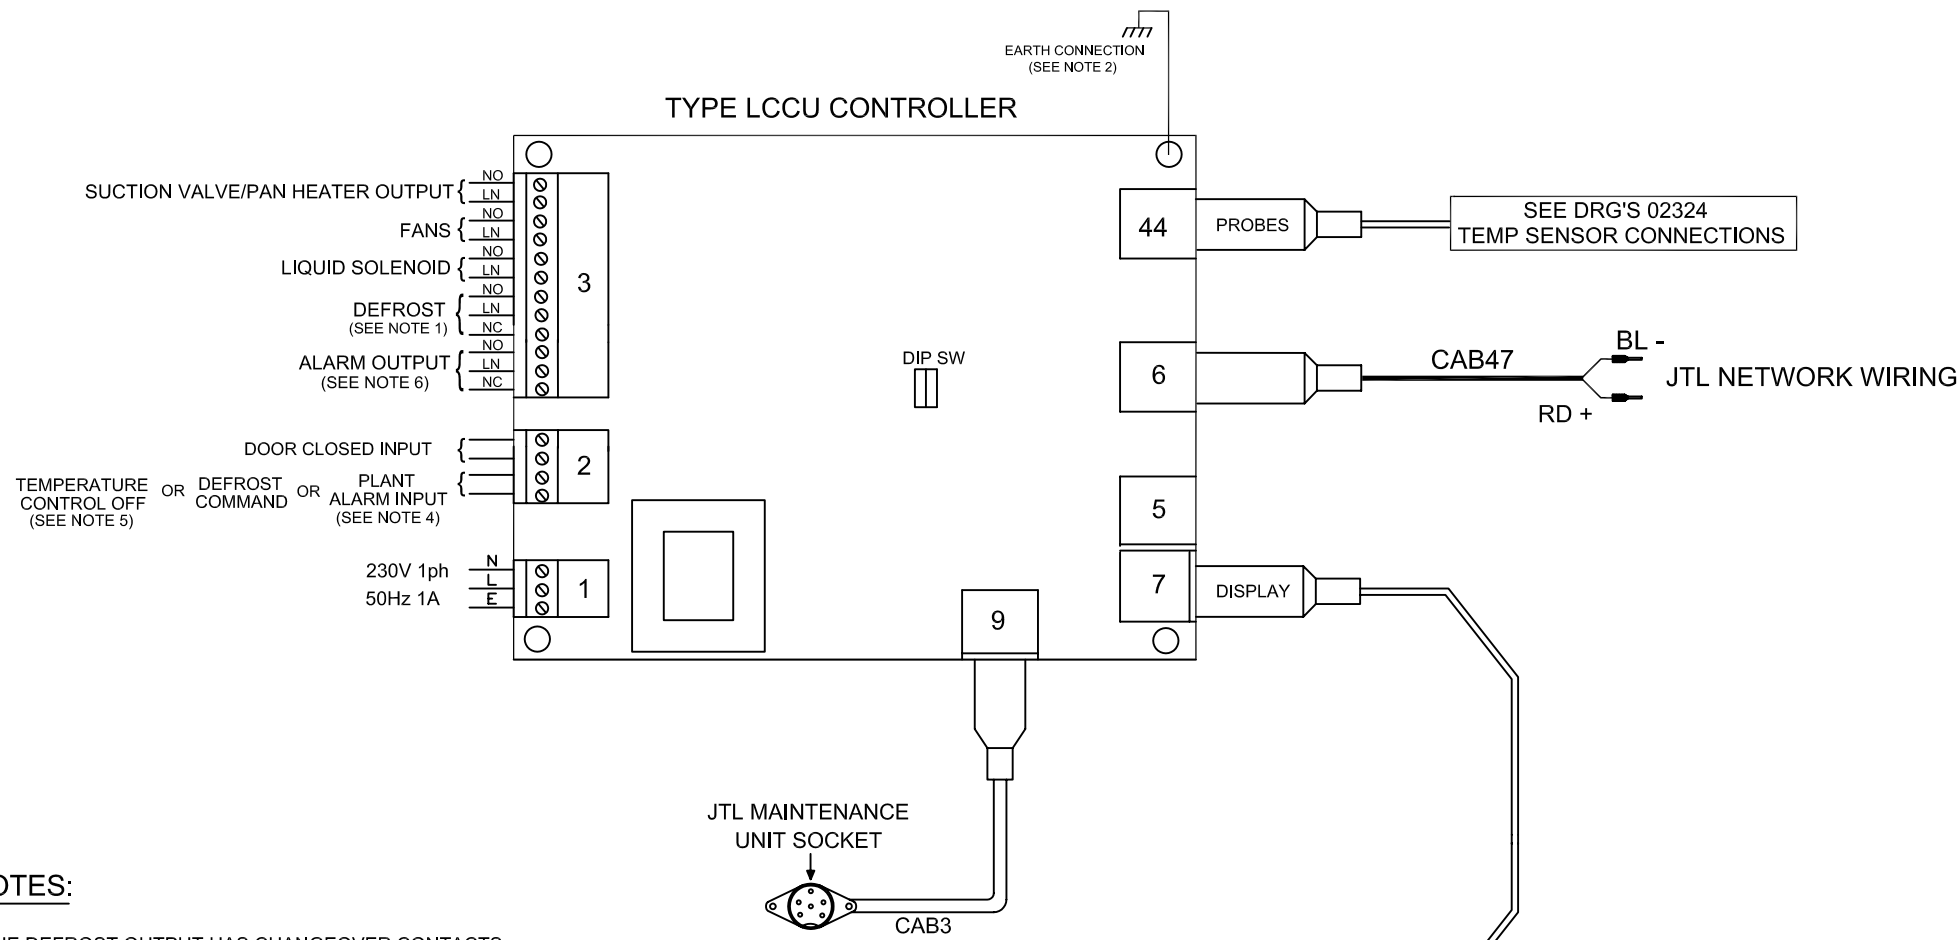 EARTH CONNECTION
(SEE NOTE 2)
TYPE LCCU CONTROLLER
SUCTION VALVE/PAN HEATER OUTPUT
NO
LN
FANS
NO
LN
LIQUID SOLENOID
NO
LN
DEFROST
(SEE NOTE 1)
NO
LN
NC
ALARM OUTPUT
(SEE NOTE 6)
NO
LN
NC
3
DOOR CLOSED INPUT
TEMPERATURE
CONTROL OFF
(SEE NOTE 5)
OR
DEFROST
COMMAND
OR
PLANT
ALARM INPUT
(SEE NOTE 4)
2
230V 1ph
50Hz 1A
N
L
E
1
DIP SW
44
PROBES
SEE DRG'S 02324
TEMP SENSOR CONNECTIONS
6
CAB47
BL -
RD +
JTL NETWORK WIRING
5
7
DISPLAY
9
JTL MAINTENANCE
UNIT SOCKET
CAB3